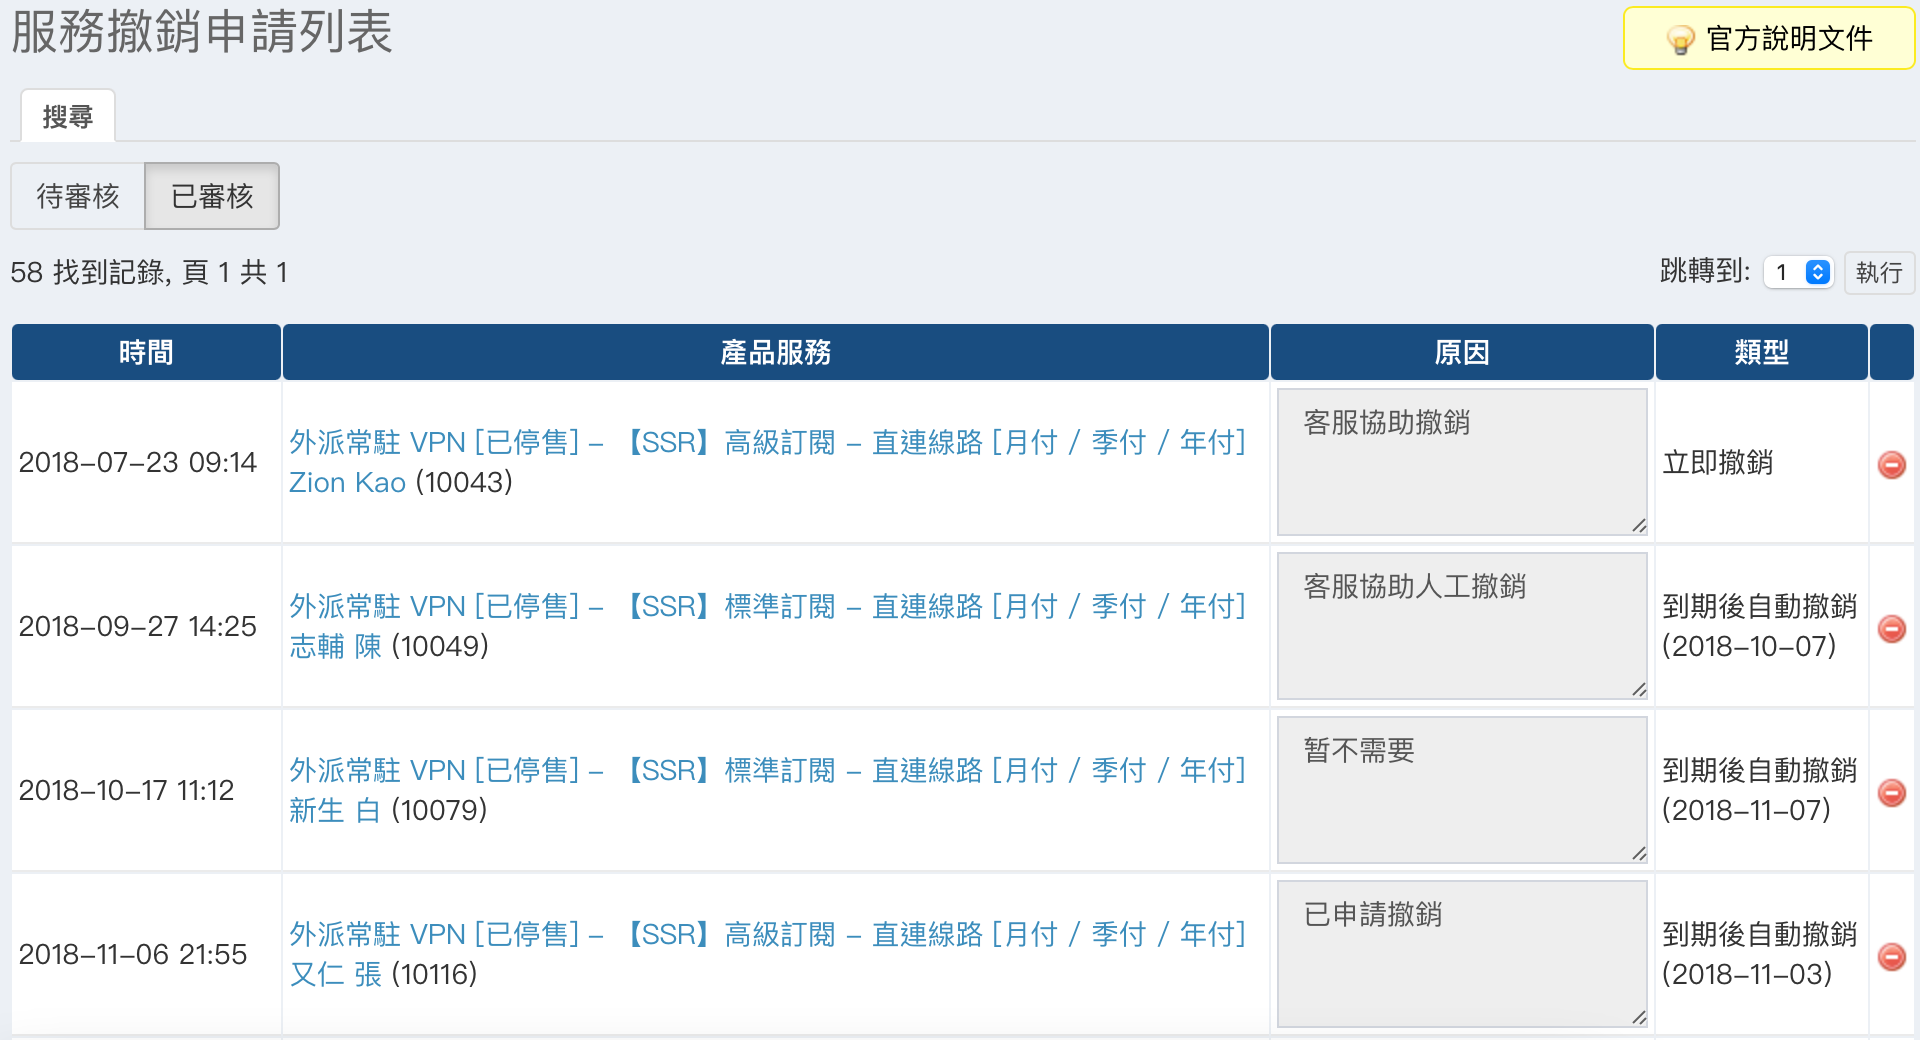 服務撤銷申請列表
官方說明文件
搜尋
待審核
已審核
58 找到記錄, 頁 1 共 1
跳轉到:
1
執行
時間
產品服務
原因
類型
2018-07-23 09:14
外派常駐 VPN [已停售] - 【SSR】高級訂閱 - 直連線路 [月付 / 季付 / 年付]
Zion Kao (10043)
客服協助撤銷
立即撤銷
2018-09-27 14:25
外派常駐 VPN [已停售] - 【SSR】標準訂閱 - 直連線路 [月付 / 季付 / 年付]
志輔 陳 (10049)
客服協助人工撤銷
到期後自動撤銷
(2018-10-07)
2018-10-17 11:12
外派常駐 VPN [已停售] - 【SSR】標準訂閱 - 直連線路 [月付 / 季付 / 年付]
新生 白 (10079)
暂不需要
到期後自動撤銷
(2018-11-07)
2018-11-06 21:55
外派常駐 VPN [已停售] - 【SSR】高級訂閱 - 直連線路 [月付 / 季付 / 年付]
又仁 張 (10116)
已申請撤銷
到期後自動撤銷
(2018-11-03)